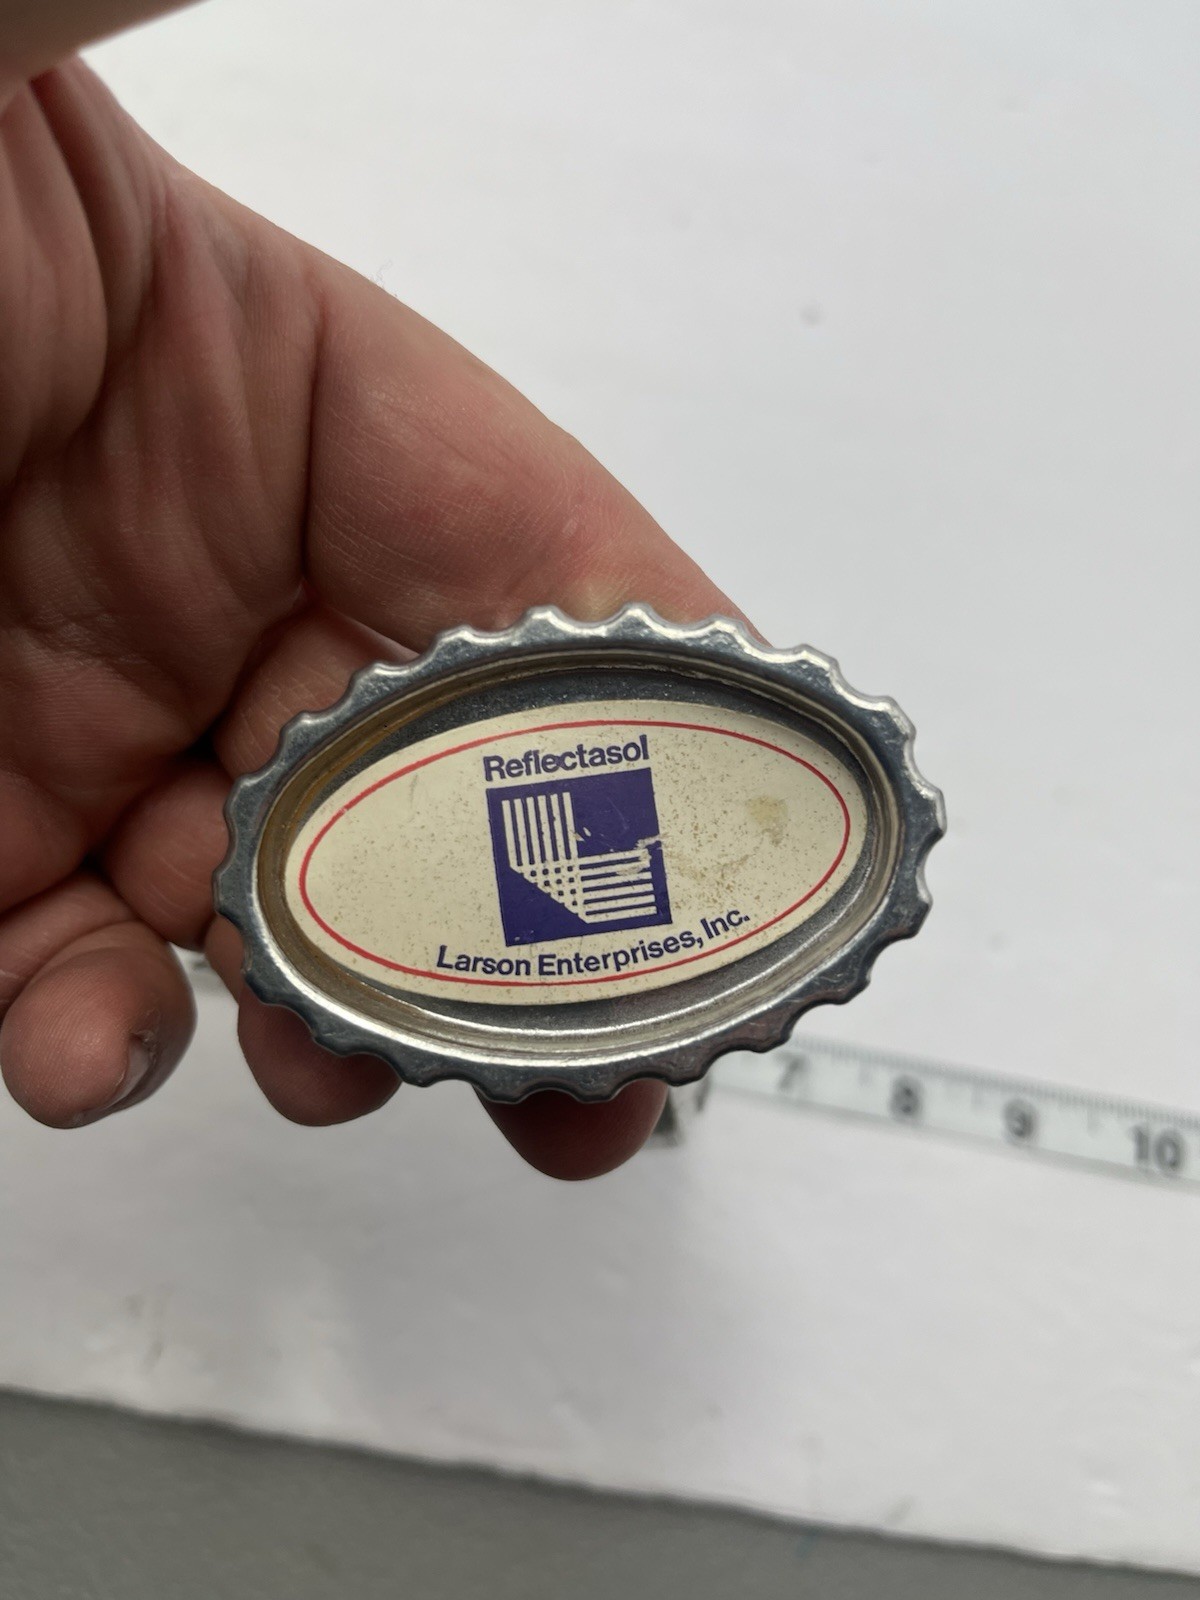 Reflectasol
Larson Enterprises, Inc.
7 8 9 10